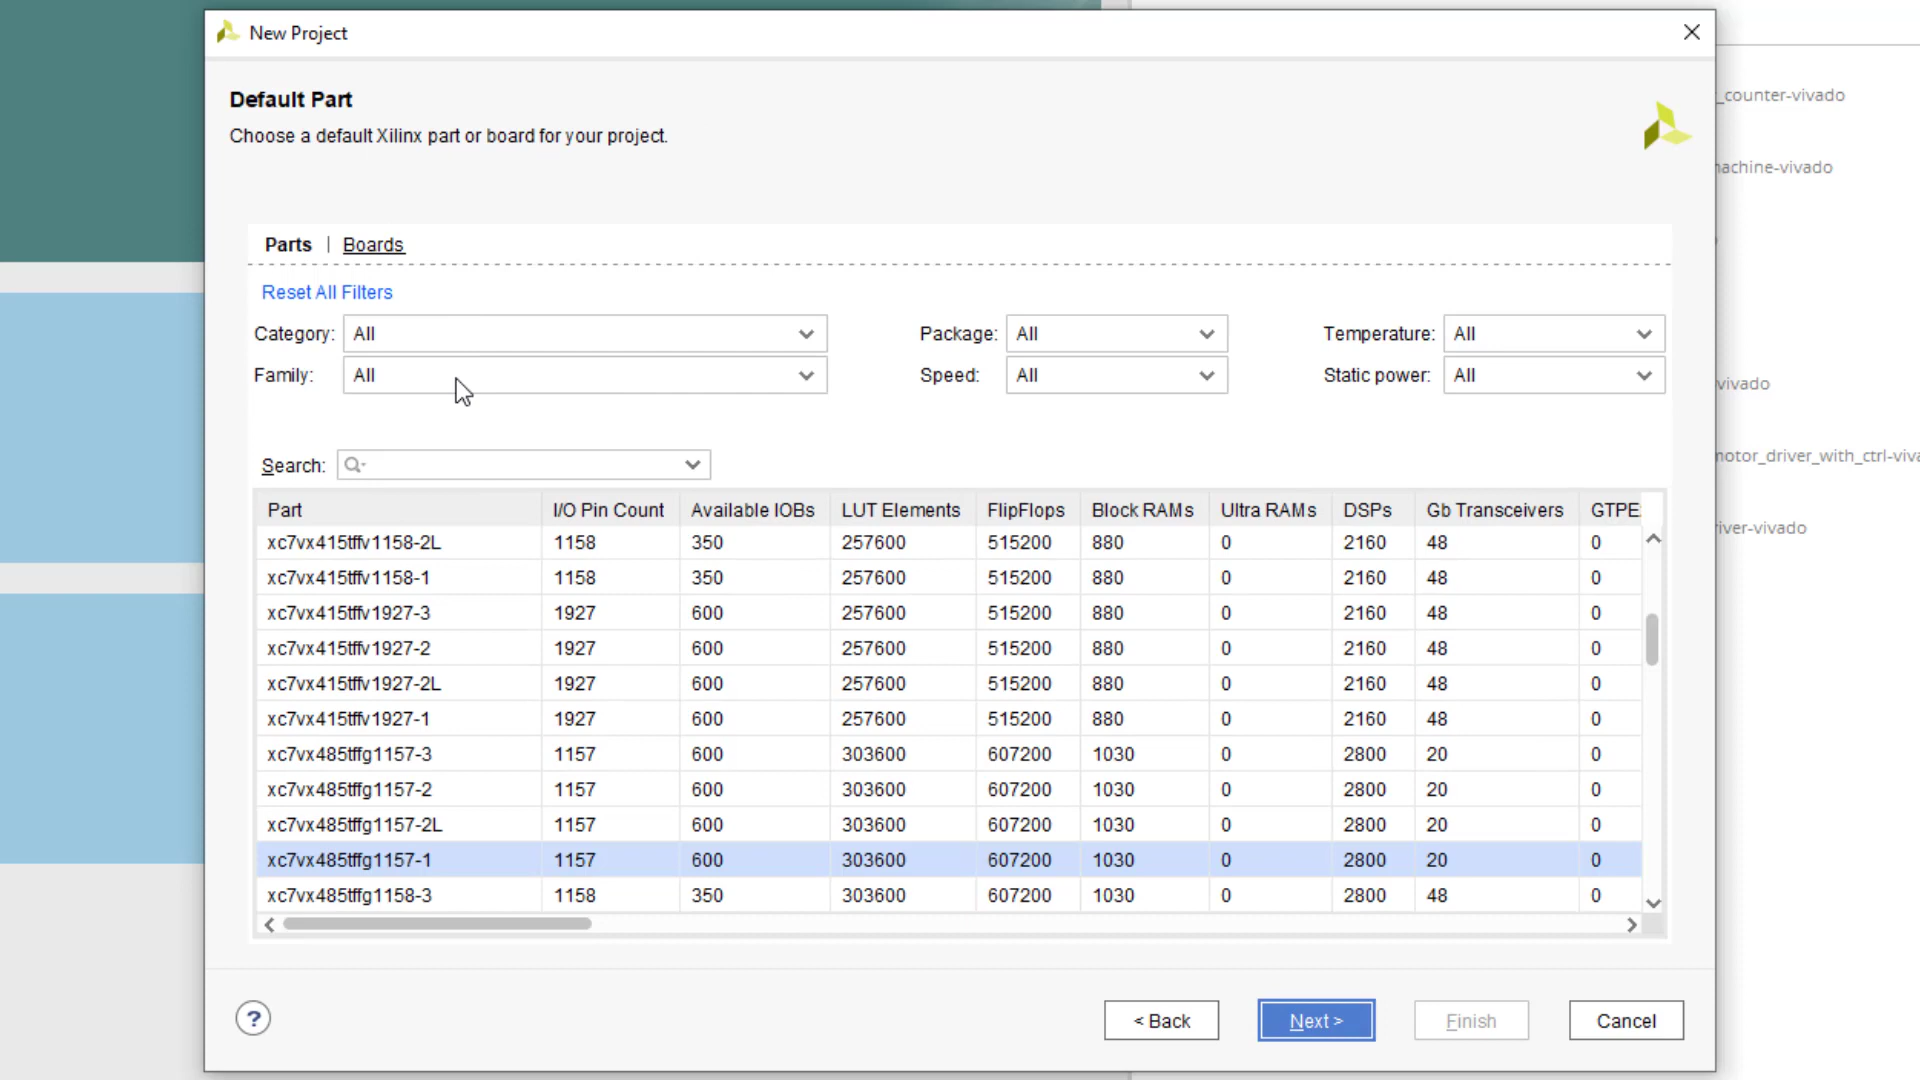 New Project
Default Part
Choose a default Xilinx part or board for your project.
Parts | Boards
Reset All Filters
Category: All Package: All Temperature: All
Family: All Speed: All Static power: All
Search:
Part I/O Pin Count Available IOBs LUT Elements FlipFlops Block RAMs Ultra RAMs DSPs Gb Transceivers GTPE
xc7vx415tffv1158-2L 1158 350 257600 515200 880 0 2160 48 0
xc7vx415tffv1158-1 1158 350 257600 515200 880 0 2160 48 0
xc7vx415tffv1927-3 1927 600 257600 515200 880 0 2160 48 0
xc7vx415tffv1927-2 1927 600 257600 515200 880 0 2160 48 0
xc7vx415tffv1927-2L 1927 600 257600 515200 880 0 2160 48 0
xc7vx415tffv1927-1 1927 600 257600 515200 880 0 2160 48 0
xc7vx485tffg1157-3 1157 600 303600 607200 1030 0 2800 20 0
xc7vx485tffg1157-2 1157 600 303600 607200 1030 0 2800 20 0
xc7vx485tffg1157-2L 1157 600 303600 607200 1030 0 2800 20 0
xc7vx485tffg1157-1 1157 600 303600 607200 1030 0 2800 20 0
xc7vx485tffg1158-3 1158 350 303600 607200 1030 0 2800 48 0
? < Back Next > Finish Cancel
_counter-vivado
machine-vivado
vivado
motor_driver_with_ctrl-viva
river-vivado